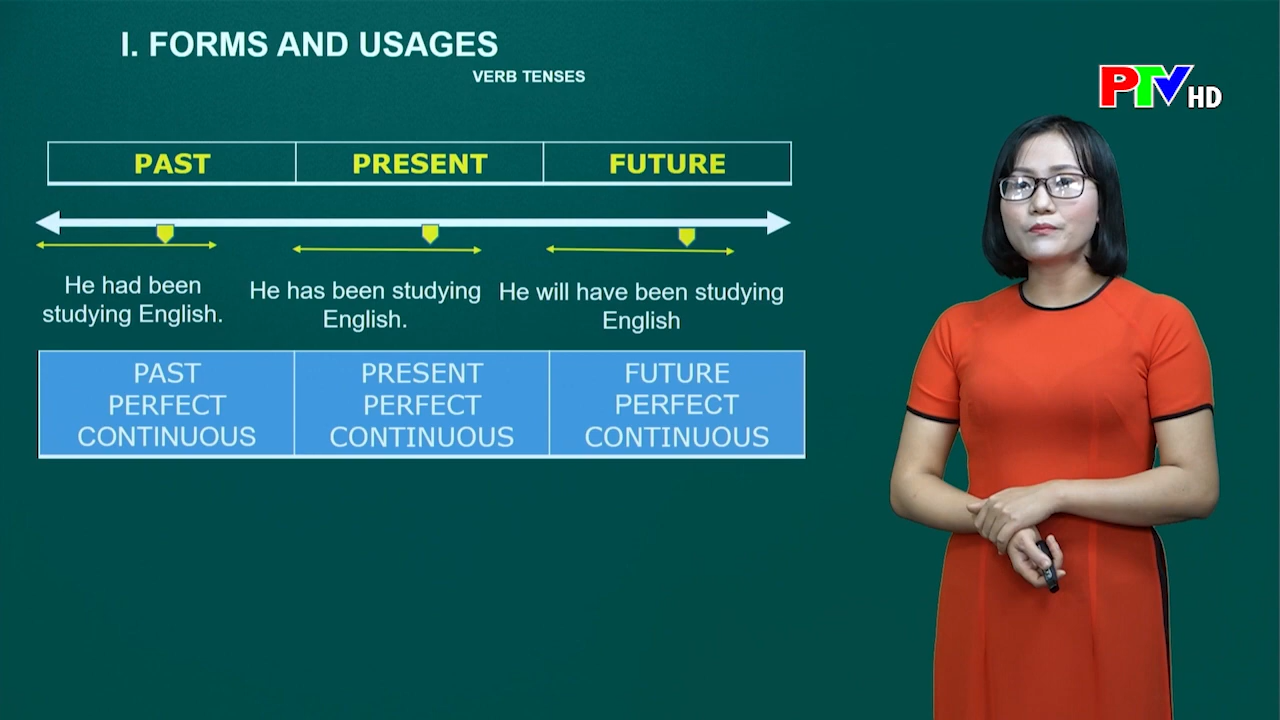 I. FORMS AND USAGES
VERB TENSES
PTV HD
PAST PRESENT FUTURE
He had been
studying English.
He has been studying
English.
He will have been studying
English
PAST
PERFECT
CONTINUOUS
PRESENT
PERFECT
CONTINUOUS
FUTURE
PERFECT
CONTINUOUS